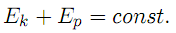 E_k + E_p = const.